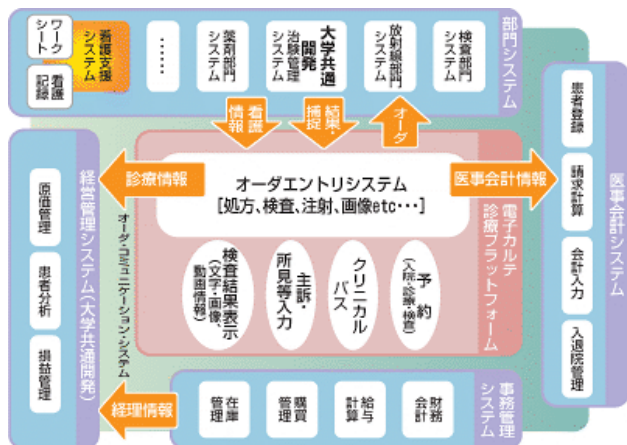 ワーク
シート
看護
記録
看護支援
システム
……
薬剤部門
システム
大学共通
開発
治験管理
システム
放射線部門
システム
検査部門
システム
部門システム
看護
情報
結果・
捕捉
オーダ
診療情報
オーダエントリシステム
[処方、検査、注射、画像etc・・・]
医事会計情報
検査結果表示
(文字・画像、
動画情報)
主訴・
所見等入力
クリニカル
パス
予約
(入院・診療・検査)
電子カルテ
診療プラットフォーム
オーダ・コミュニケーション・システム
原価管理
患者分析
損益管理
経営管理システム(大学共通開発)
患者登録
請求計算
会計入力
入退院管理
医事会計システム
経理情報
在庫
管理
購買
管理
給与
計算
財務
会計
事務管理
システム